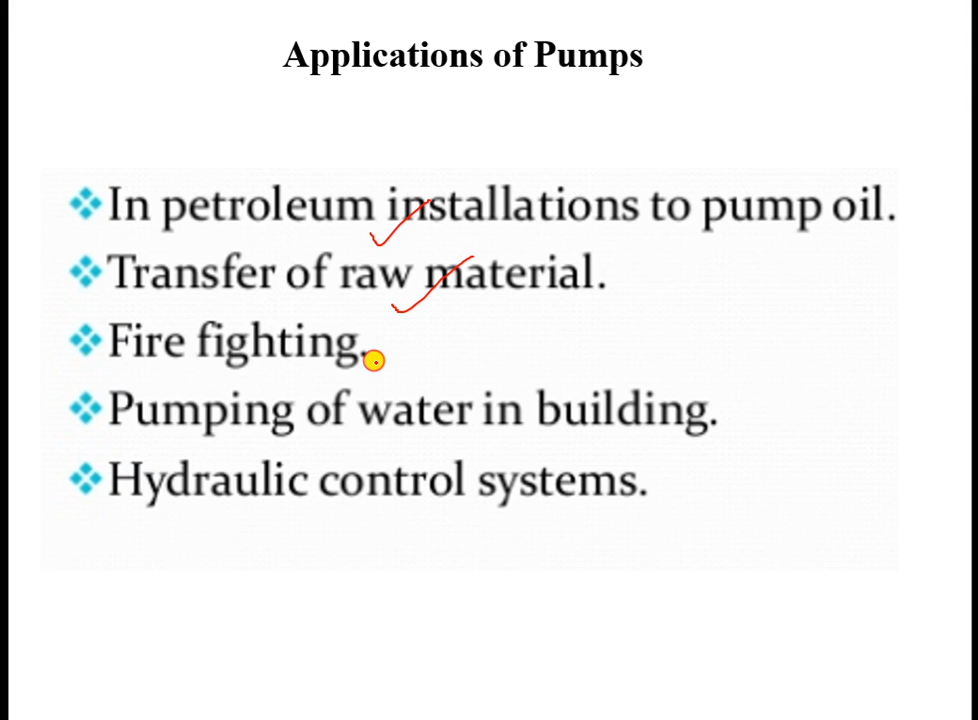 Applications of Pumps
In petroleum installations to pump oil.
Transfer of raw material.
Fire fighting.
Pumping of water in building.
Hydraulic control systems.